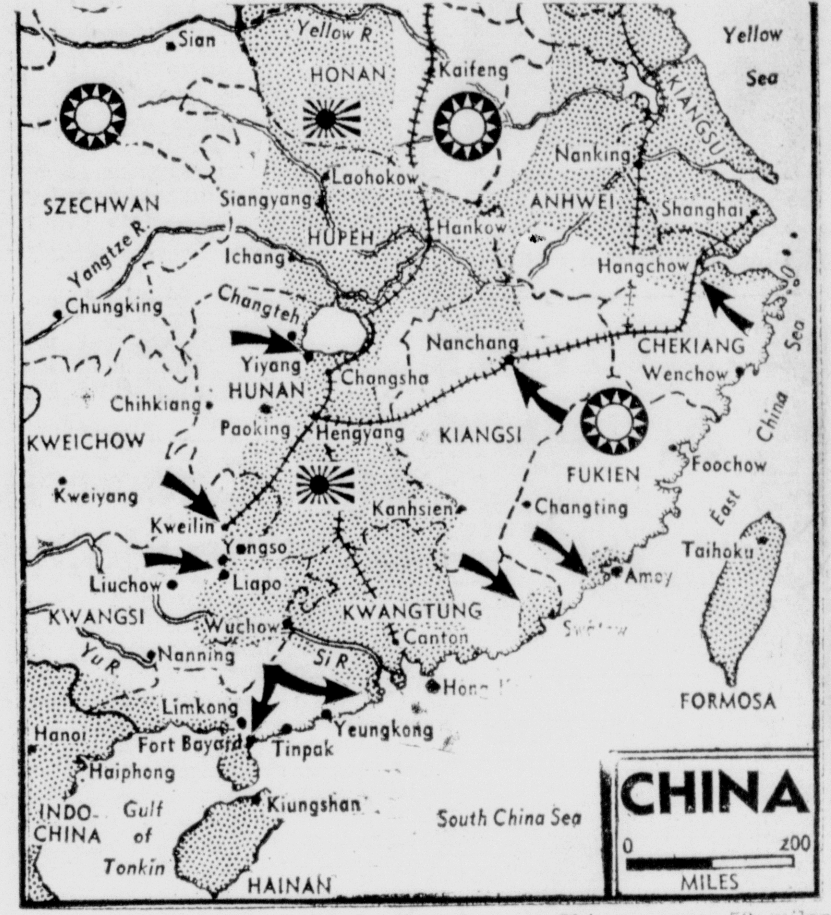 Yellow R.
Sian
Yellow
Sea
HONAN
Kaifeng
KIANGSU
Nanking
Laohokow
SZECHWAN
Siangyang
ANHWEI
Shanghai
HUPEH
Hankow
Yangtze R.
Ichang
Hangchow
Chungking
Changteh
Nanchang
CHEKIANG
Yiyang
Wenchow
HUNAN
Changsha
Chihkiang
East
China
Sea
Paoking
Hengyang
KIANGSI
KWEICHOW
FUKIEN
Foochow
Kweiyang
Kanhsien
Changting
Kweilin
Yongso
Taihoku
Liuchow
Liapo
Amoy
KWANGSI
KWANGTUNG
Wuchow
Swatow
Canton
Yu R.
Nanning
Si R.
Hong
FORMOSA
Limkong
Hanoi
Fort Bayard
Tinpak
Yeungkong
Haiphong
CHINA
INDO-
CHINA
Gulf
of
Tonkin
Kiungshan
South China Sea
0
200
MILES
HAINAN